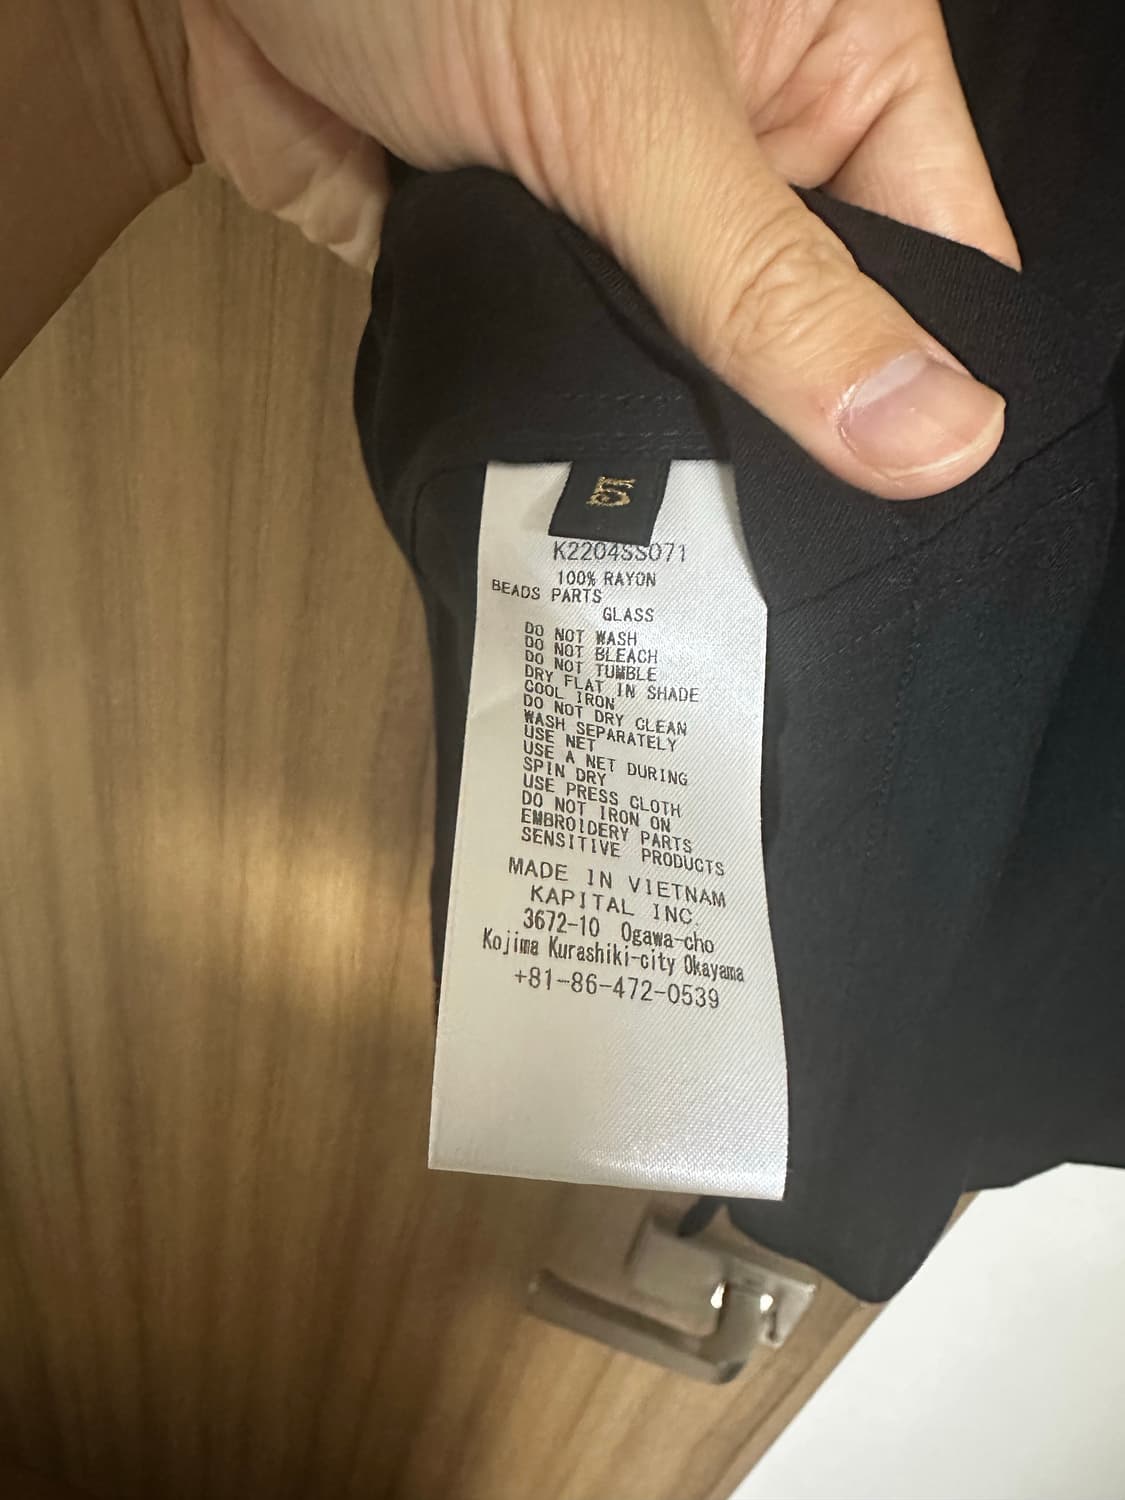 5
K2204SS071
100% RAYON
BEADS PARTS
GLASS
DO NOT WASH
DO NOT BLEACH
DO NOT TUMBLE
DRY FLAT IN SHADE
COOL IRON
DO NOT DRY CLEAN
WASH SEPARATELY
USE NET
USE A NET DURING
SPIN DRY
USE PRESS CLOTH
DO NOT IRON ON
EMBROIDERY PARTS
SENSITIVE PRODUCTS
MADE IN VIETNAM
KAPITAL INC.
3672-10 Ogawa-cho
Kojima Kurashiki-city Okayama
+81-86-472-0539